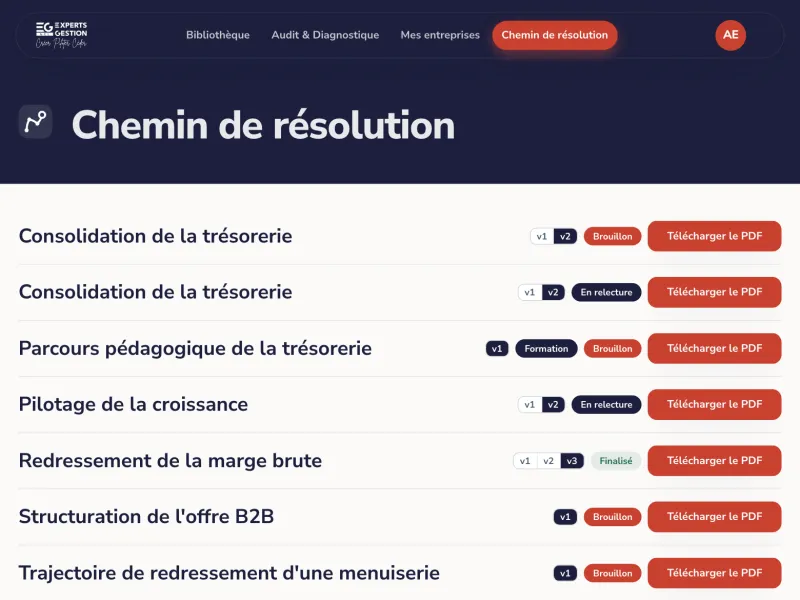 EG EXPERTS GESTION
Bibliothèque
Audit & Diagnostique
Mes entreprises
Chemin de résolution
AE
Chemin de résolution
Consolidation de la trésorerie
v1 v2 Brouillon Télécharger le PDF
Consolidation de la trésorerie
v1 v2 En relecture Télécharger le PDF
Parcours pédagogique de la trésorerie
v1 Formation Brouillon Télécharger le PDF
Pilotage de la croissance
v1 v2 En relecture Télécharger le PDF
Redressement de la marge brute
v1 v2 v3 Finalisé Télécharger le PDF
Structuration de l'offre B2B
v1 Brouillon Télécharger le PDF
Trajectoire de redressement d'une menuiserie
v1 Brouillon Télécharger le PDF